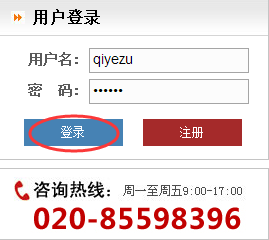 用户登录
用户名: qiyezu
密 码: ••••••
登录 注册
咨询热线: 周一至周五9:00-17:00
020-85598396